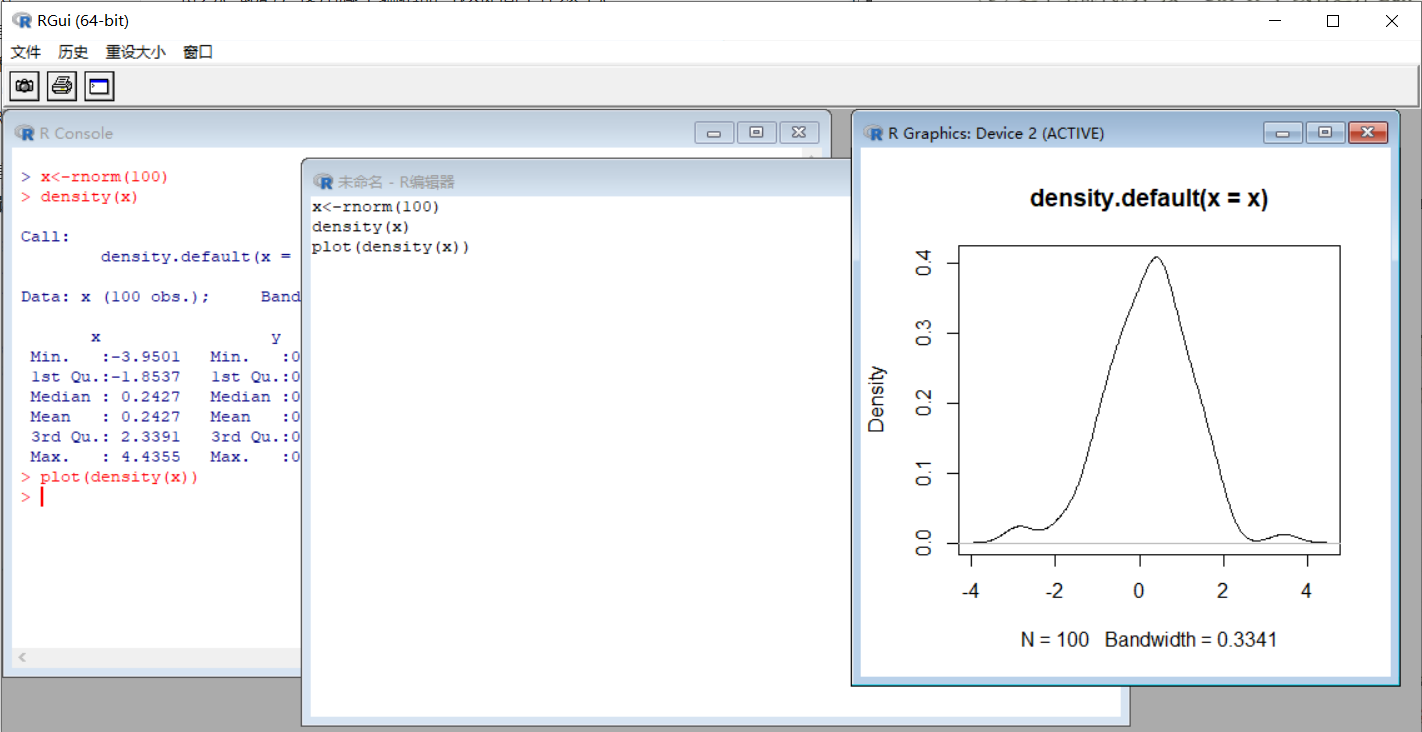 RGui (64-bit)
文件 历史 重设大小 窗口
R Console
> x<-rnorm(100)
> density(x)
Call:
density.default(x =
Data: x (100 obs.); Band
x y
Min. :-3.9501 Min. :0
1st Qu.:-1.8537 1st Qu.:0
Median : 0.2427 Median :0
Mean : 0.2427 Mean :0
3rd Qu.: 2.3391 3rd Qu.:0
Max. : 4.4355 Max. :0
> plot(density(x))
>
未命名 - R编辑器
x<-rnorm(100)
density(x)
plot(density(x))
R Graphics: Device 2 (ACTIVE)
density.default(x = x)
Density
0.4
0.3
0.2
0.1
0.0
-4 -2 0 2 4
N = 100 Bandwidth = 0.3341